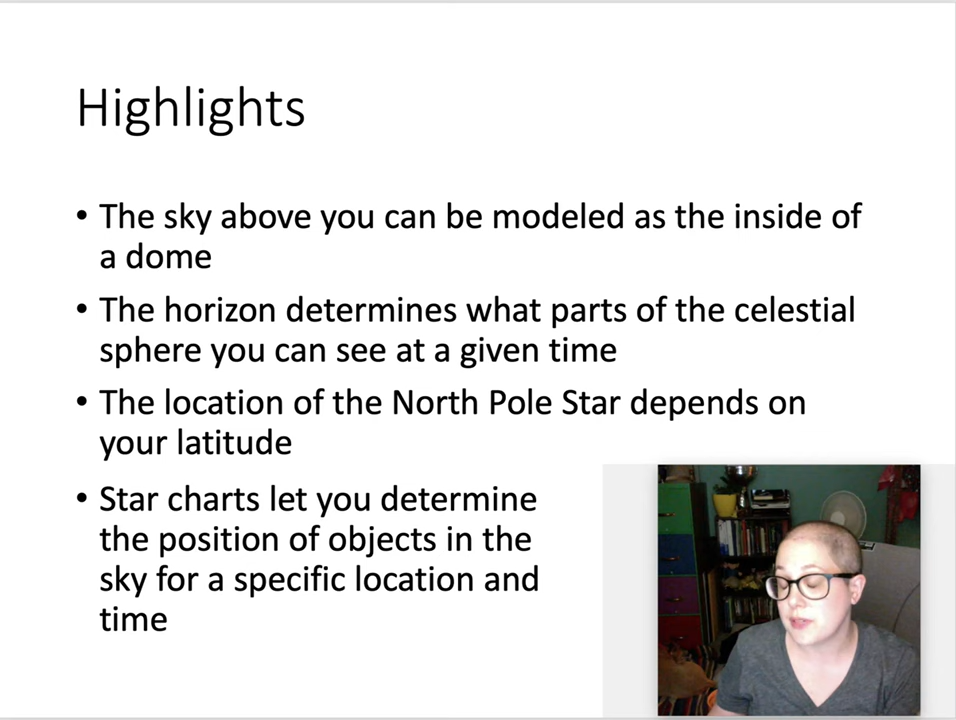 Highlights
• The sky above you can be modeled as the inside of
a dome
• The horizon determines what parts of the celestial
sphere you can see at a given time
• The location of the North Pole Star depends on
your latitude
• Star charts let you determine
the position of objects in the
sky for a specific location and
time